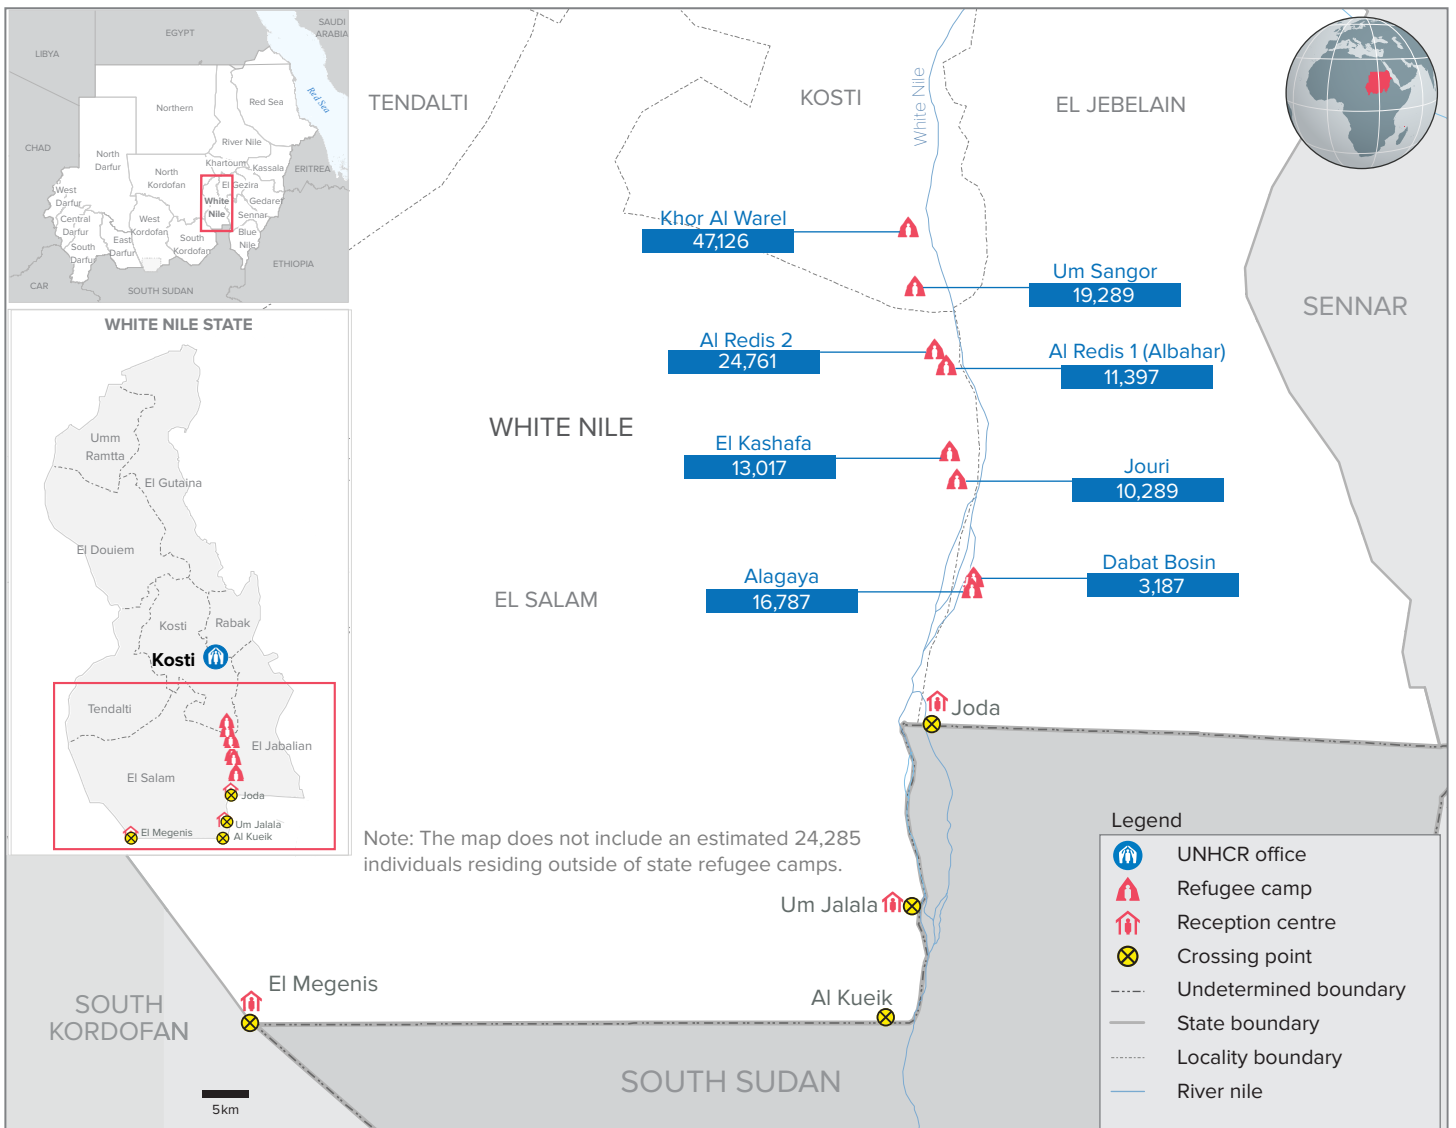 LIBYA
EGYPT
SAUDI
ARABIA
Red Sea
Northern
Red Sea
CHAD
North
Darfur
River Nile
Khartoum
Kassala
ERITREA
North
Kordofan
El Gezira
West
Darfur
White
Nile
Gedaref
Sennar
Central
Darfur
West
Kordofan
South
Kordofan
Blue
Nile
East
Darfur
South
Darfur
ETHIOPIA
CAR
SOUTH SUDAN
WHITE NILE STATE
Umm
Ramtta
El Gutaina
El Douiem
Kosti
Rabak
Kosti
Tendalti
El Jabalian
El Salam
Joda
Um Jalala
El Megenis
Al Kueik
TENDALTI
KOSTI
White Nile
EL JEBELAIN
SENNAR
Khor Al Warel
47,126
Um Sangor
19,289
Al Redis 2
24,761
Al Redis 1 (Albahar)
11,397
WHITE NILE
El Kashafa
13,017
Jouri
10,289
EL SALAM
Alagaya
16,787
Dabat Bosin
3,187
Joda
Note: The map does not include an estimated 24,285
individuals residing outside of state refugee camps.
Um Jalala
El Megenis
Al Kueik
SOUTH
KORDOFAN
SOUTH SUDAN
5km
Legend
UNHCR office
Refugee camp
Reception centre
Crossing point
Undetermined boundary
State boundary
Locality boundary
River nile